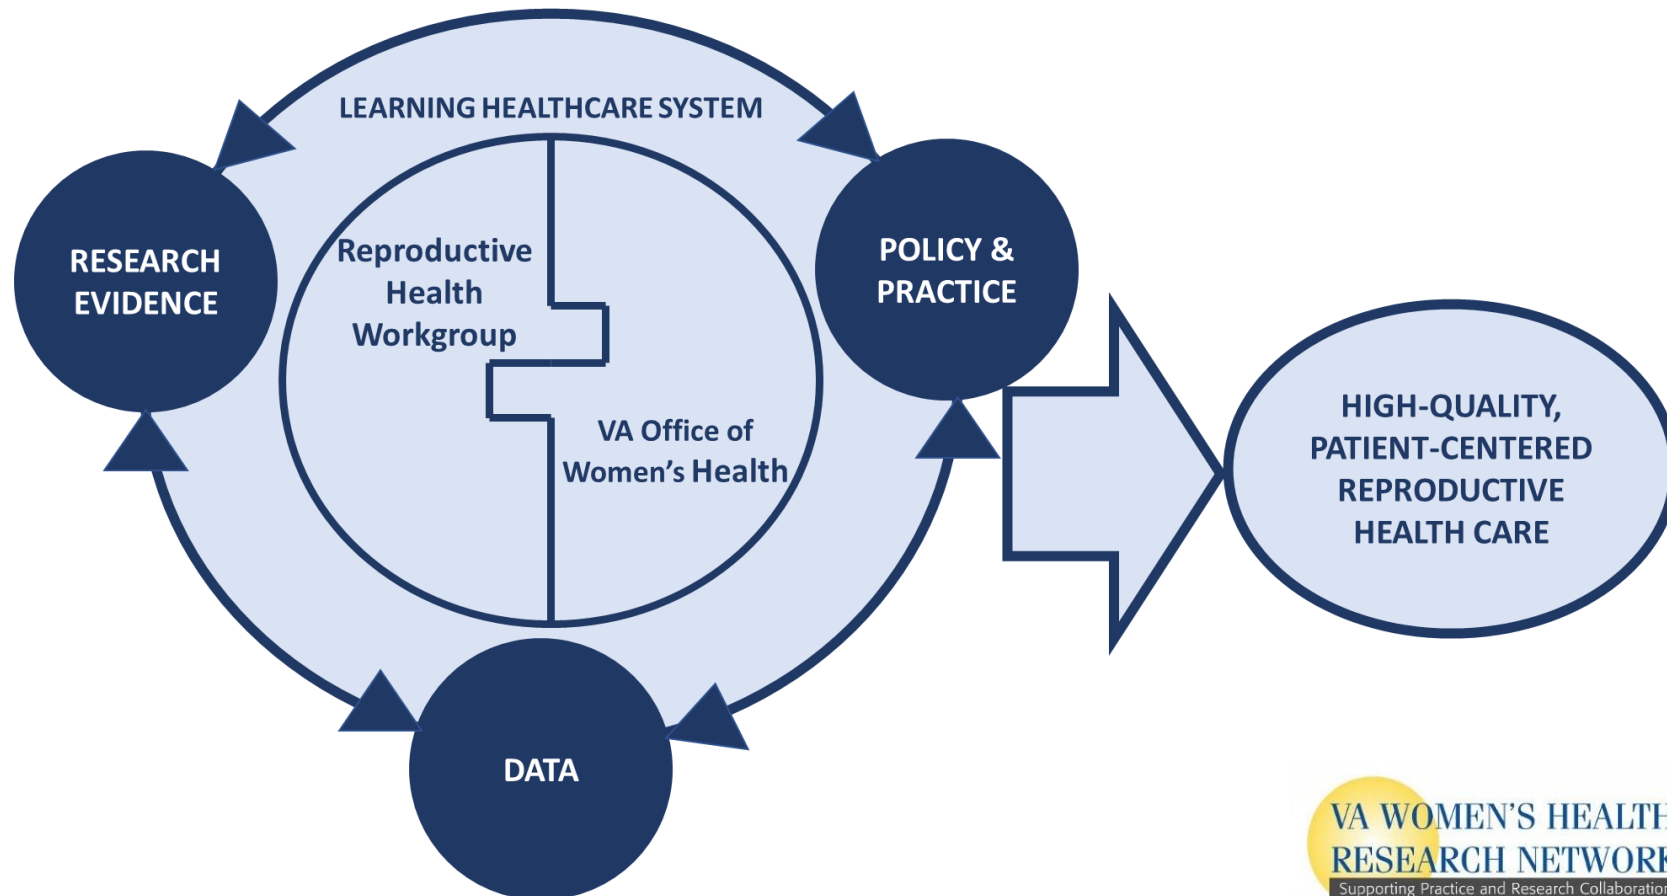 LEARNING HEALTHCARE SYSTEM
RESEARCH
EVIDENCE
Reproductive
Health
Workgroup
VA Office of
Women's Health
POLICY &
PRACTICE
DATA
HIGH-QUALITY,
PATIENT-CENTERED
REPRODUCTIVE
HEALTH CARE
VA WOMEN'S HEALTH
RESEARCH NETWORK
Supporting Practice and Research Collaboration